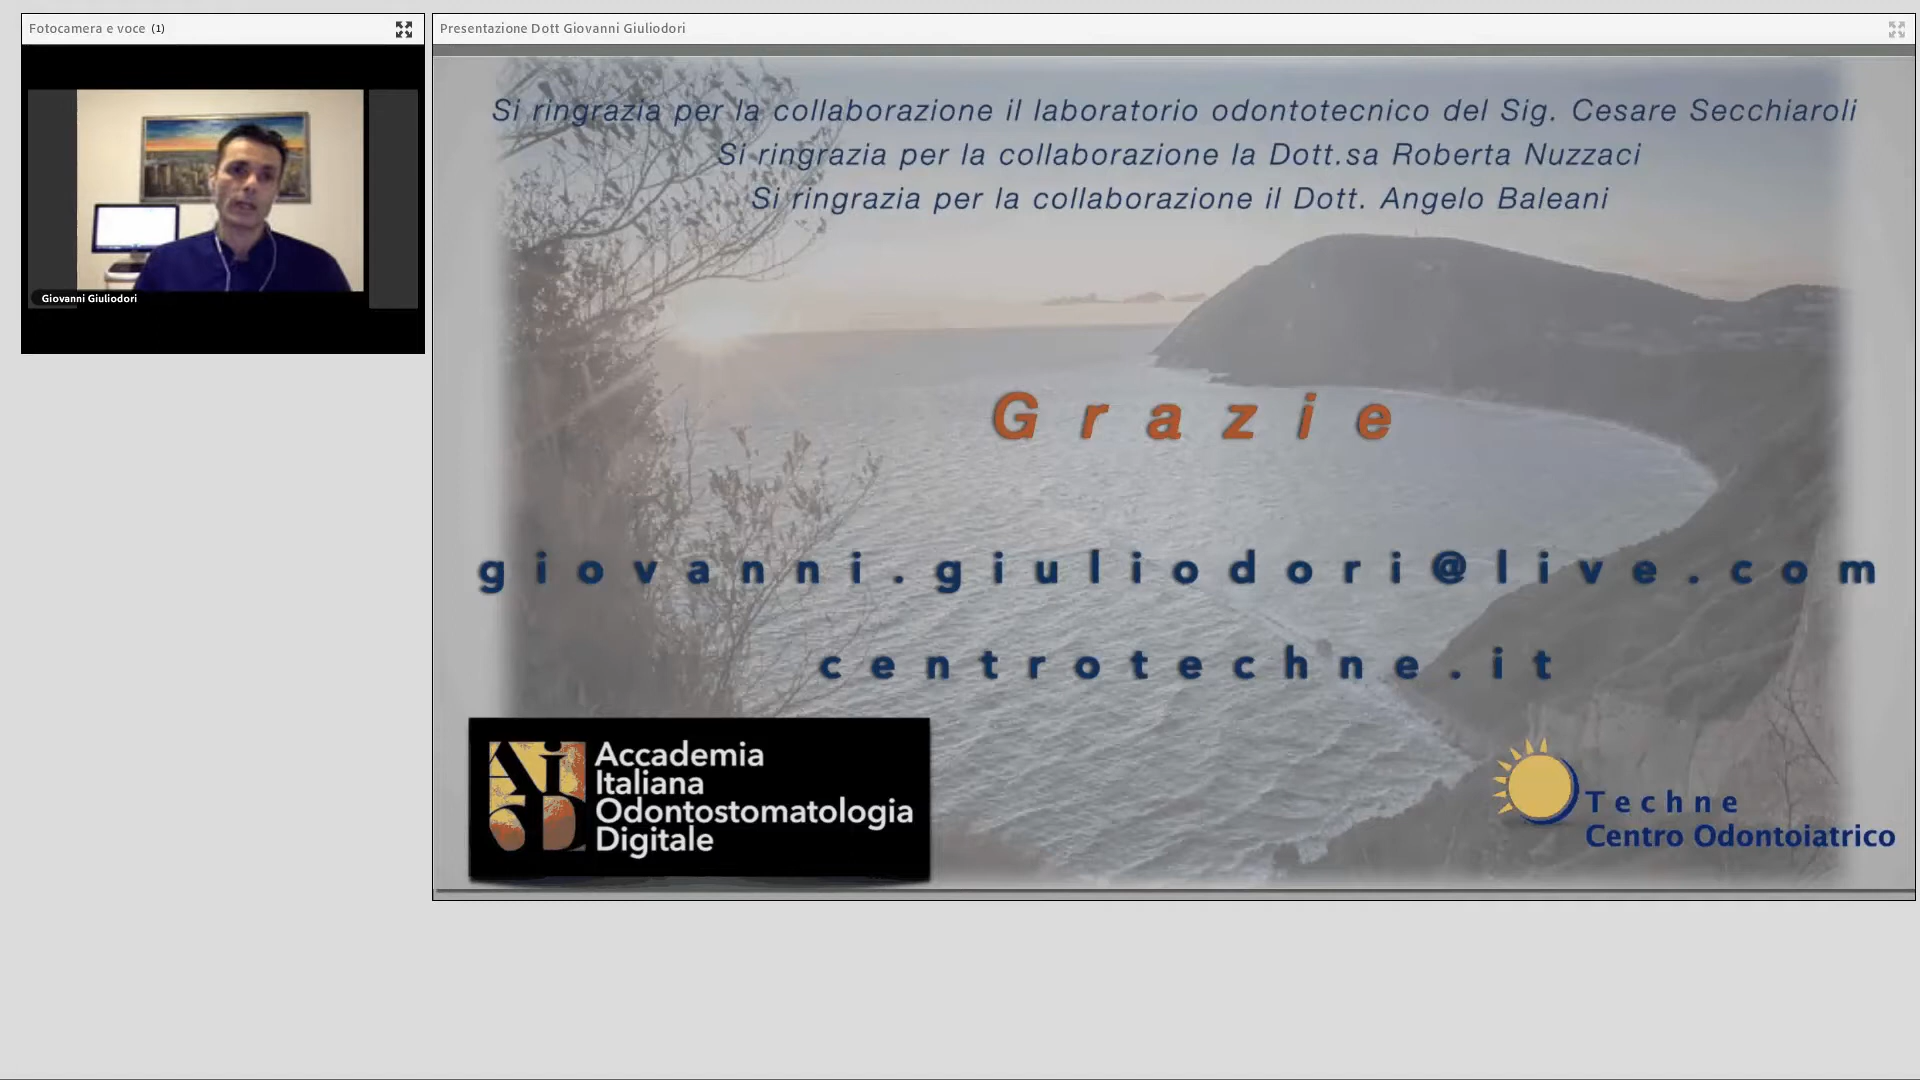 Fotocamera e voce (1)
Giovanni Giuliodori
Presentazione Dott Giovanni Giuliodori
Si ringrazia per la collaborazione il laboratorio odontotecnico del Sig. Cesare Secchiaroli
Si ringrazia per la collaborazione la Dott.sa Roberta Nuzzaci
Si ringrazia per la collaborazione il Dott. Angelo Baleani
Grazie
giovanni.giuliodori@live.com
centrotechne.it
AiOD
Accademia
Italiana
Odontostomatologia
Digitale
Techne
Centro Odontoiatrico